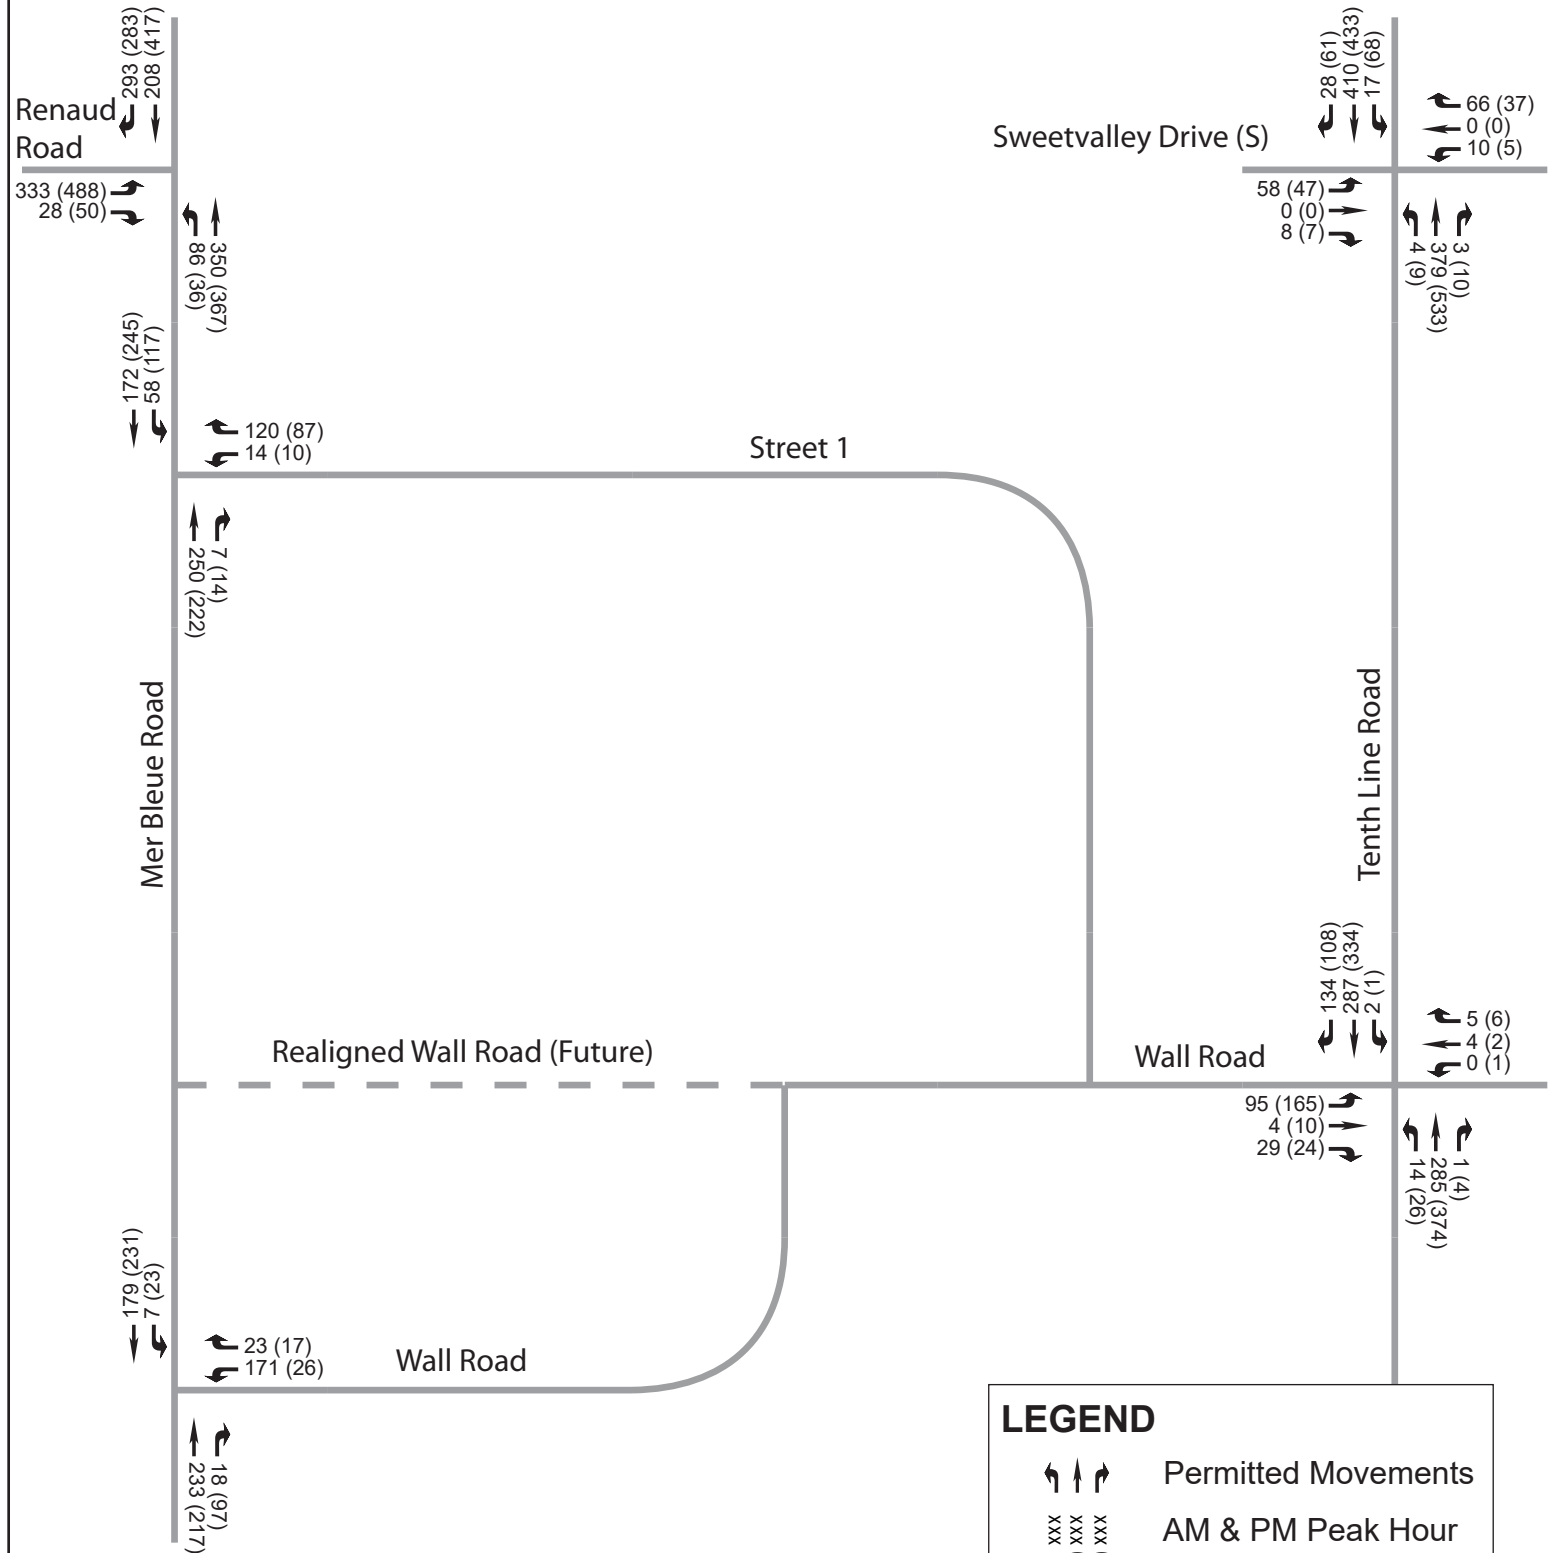 293 (283)
208 (417)
Renaud
Road
333 (488)
28 (50)
86 (36)
350 (367)
28 (61)
410 (433)
17 (68)
66 (37)
0 (0)
10 (5)
Sweetvalley Drive (S)
58 (47)
0 (0)
8 (7)
4 (9)
379 (533)
3 (10)
172 (245)
58 (117)
120 (87)
14 (10)
Street 1
250 (222)
7 (14)
Mer Bleue Road
Tenth Line Road
134 (108)
287 (334)
2 (1)
5 (6)
4 (2)
0 (1)
Realigned Wall Road (Future)
Wall Road
95 (165)
4 (10)
29 (24)
14 (26)
285 (374)
1 (4)
179 (231)
7 (23)
23 (17)
171 (26)
Wall Road
233 (217)
18 (97)
LEGEND
Permitted Movements
xxx
xxx
xxx
AM & PM Peak Hour